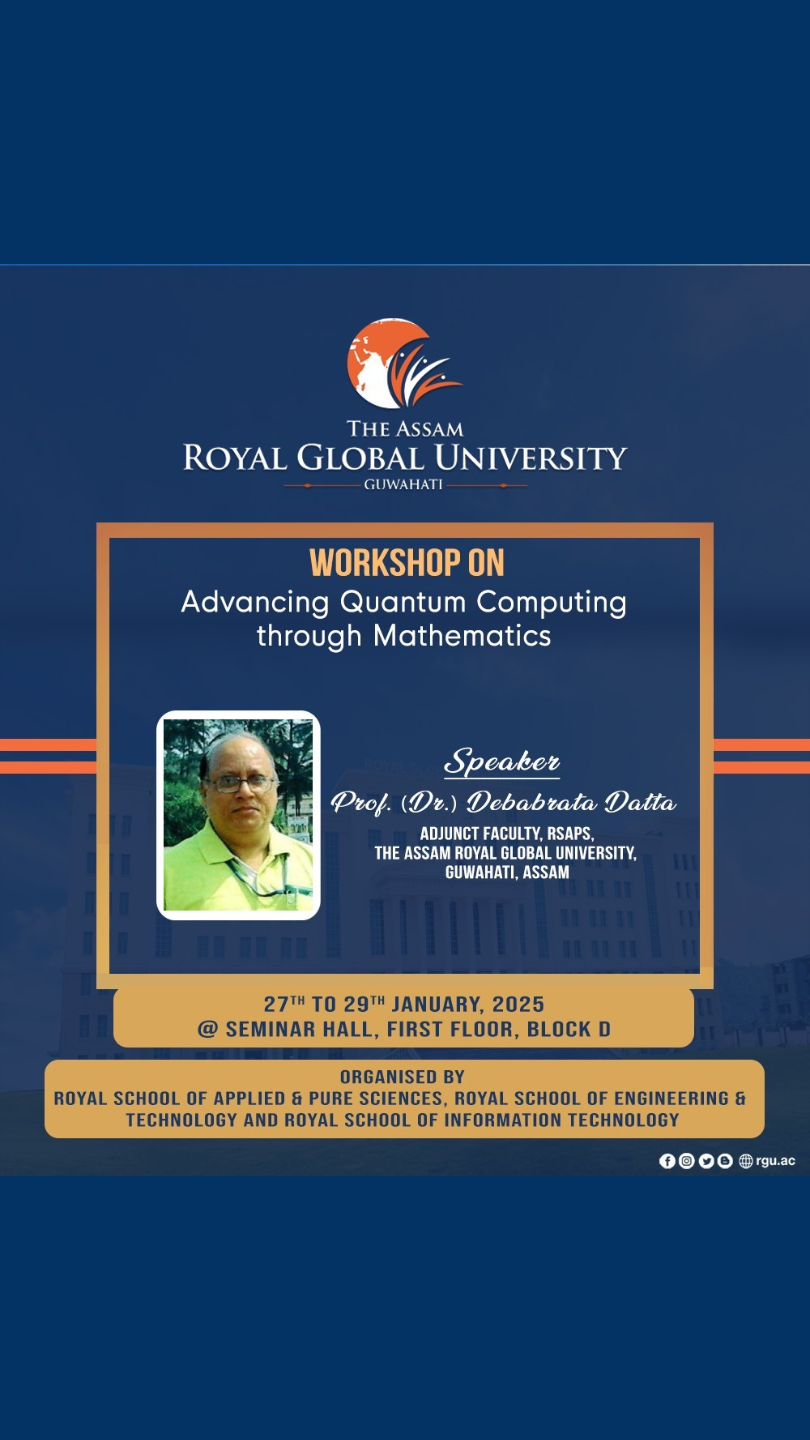 THE ASSAM
ROYAL GLOBAL UNIVERSITY
GUWAHATI
WORKSHOP ON
Advancing Quantum Computing
through Mathematics
Speaker
Prof. (Dr.) Debabrata Datta
ADJUNCT FACULTY, RSAPS,
THE ASSAM ROYAL GLOBAL UNIVERSITY,
GUWAHATI, ASSAM
27TH TO 29TH JANUARY, 2025
@ SEMINAR HALL, FIRST FLOOR, BLOCK D
ORGANISED BY
ROYAL SCHOOL OF APPLIED & PURE SCIENCES, ROYAL SCHOOL OF ENGINEERING &
TECHNOLOGY AND ROYAL SCHOOL OF INFORMATION TECHNOLOGY
rgu.ac